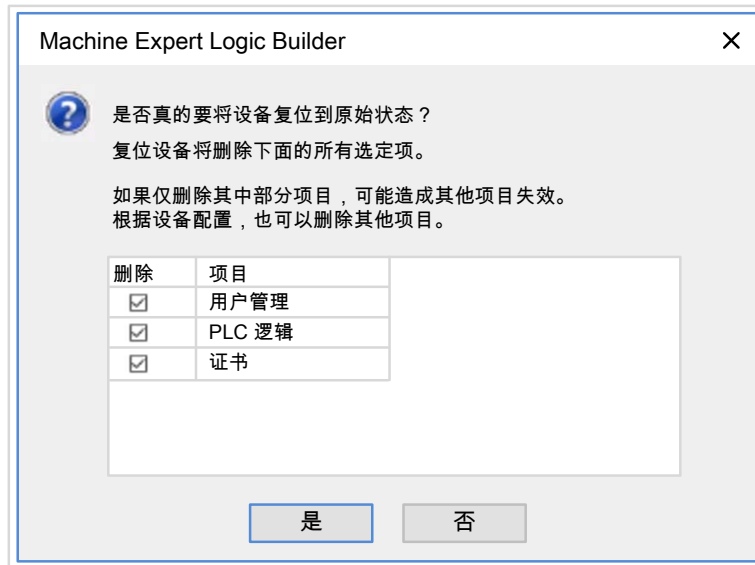 Machine Expert Logic Builder
是否真的要将设备复位到原始状态？
复位设备将删除下面的所有选定项。
如果仅删除其中部分项目，可能造成其他项目失效。
根据设备配置，也可以删除其他项目。
删除 项目
用户管理
PLC 逻辑
证书
是 否